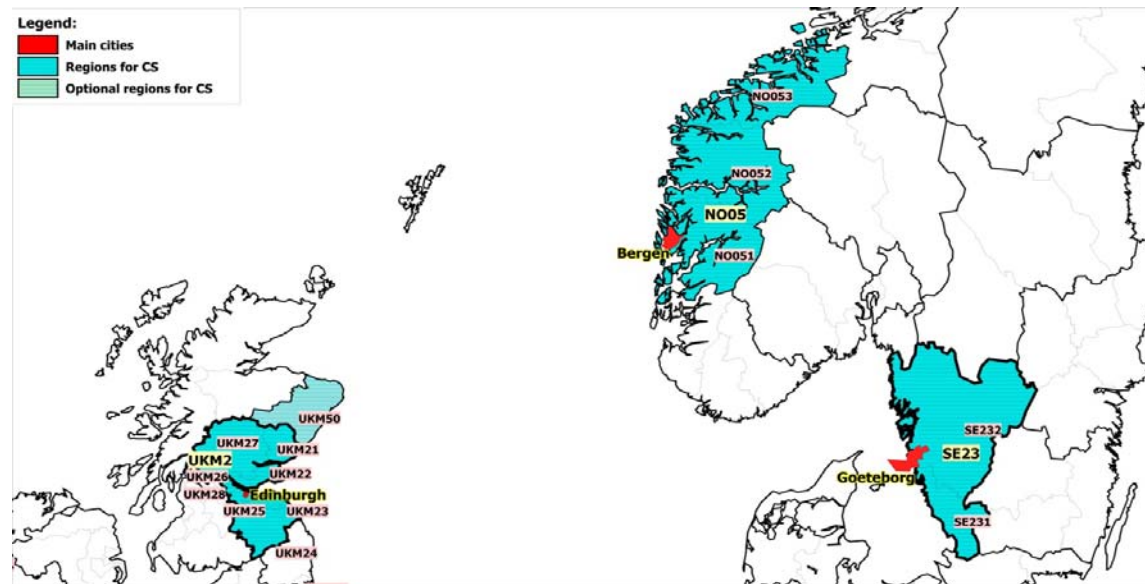 Legend:
Main cities
Regions for CS
Optional regions for CS
NO053
NO052
NO05
Bergen
NO051
UKM50
UKM27
UKM21
UKM2
UKM22
UKM26
UKM28
Edinburgh
UKM25
UKM23
UKM24
SE232
SE23
Goeteborg
SE231